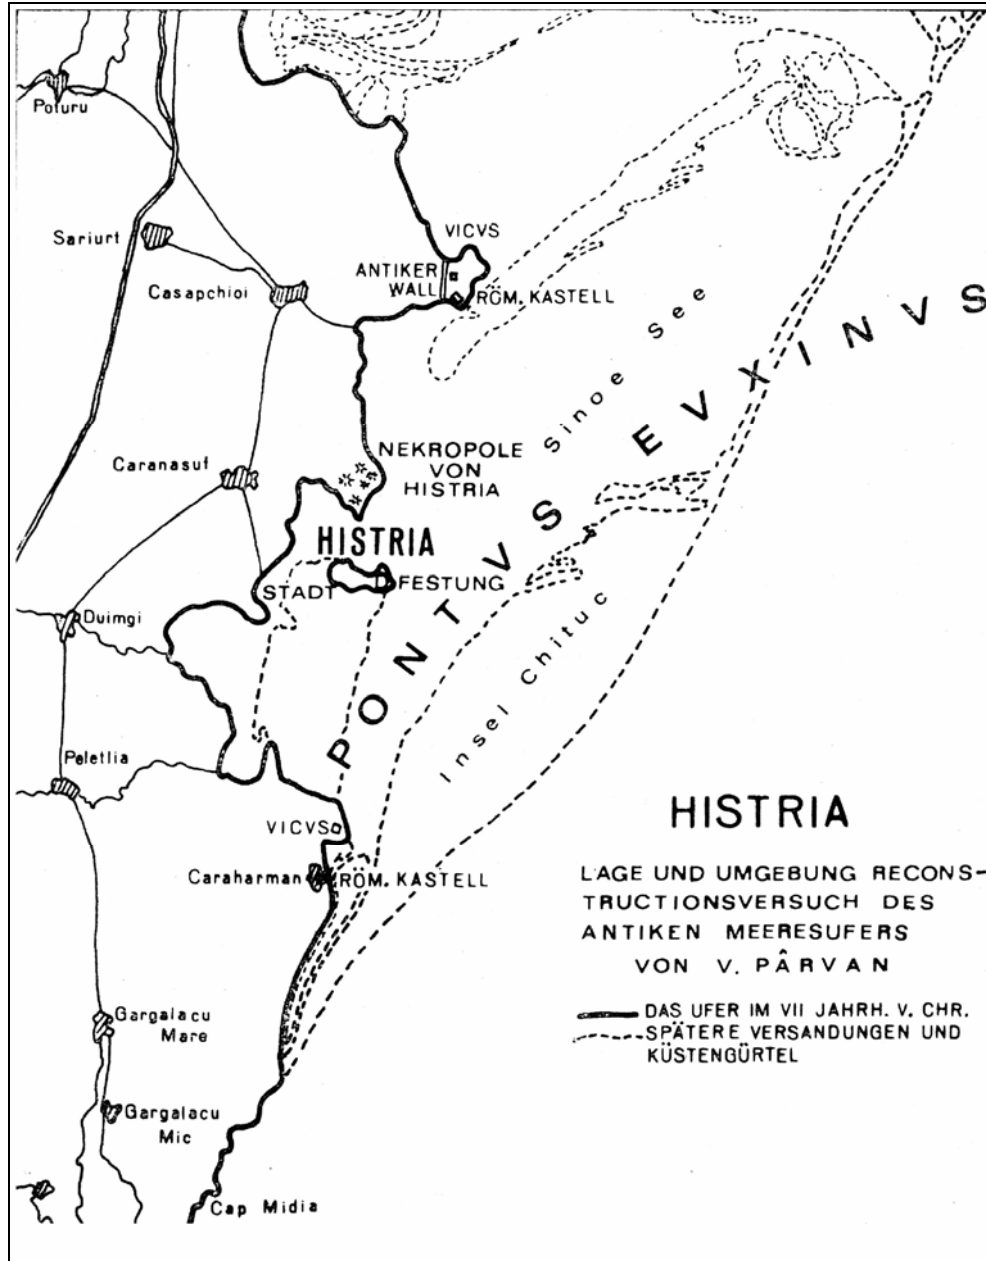 Poturu
Sariurt
VICVS
ANTIKER
WALL
RÖM. KASTELL
Casapchioi
Sinoe See
PONTVS EVXINVS
NEKROPOLE
VON
HISTRIA
Caranasuf
HISTRIA
STADT
FESTUNG
Duimgi
Insel Chituc
Peletlia
VICVS
Caraharman
RÖM. KASTELL
Gargalacu
Mare
Gargalacu
Mic
Cap Midia
HISTRIA
LAGE UND UMGEBUNG RECONS-
TRUCTIONSVERSUCH DES
ANTIKEN MEERESUFERS
VON V. PÂRVAN
DAS UFER IM VII JAHRH. V. CHR.
SPÄTERE VERSANDUNGEN UND
KÜSTENGÜRTEL